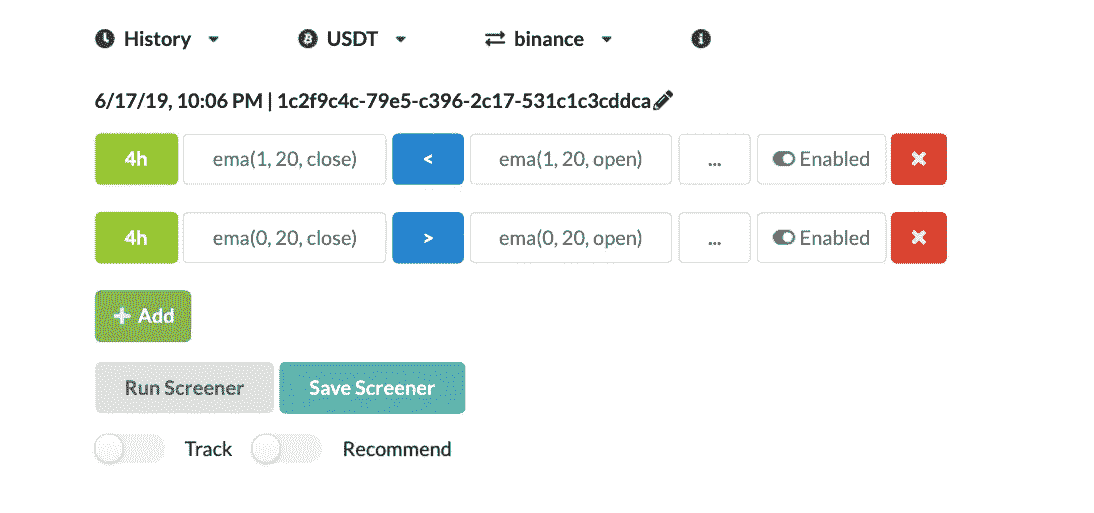 History USDT binance
6/17/19, 10:06 PM | 1c2f9c4c-79e5-c396-2c17-531c1c3cddca
4h ema(1, 20, close) < ema(1, 20, open) ... Enabled
4h ema(0, 20, close) > ema(0, 20, open) ... Enabled
+ Add
Run Screener Save Screener
Track Recommend